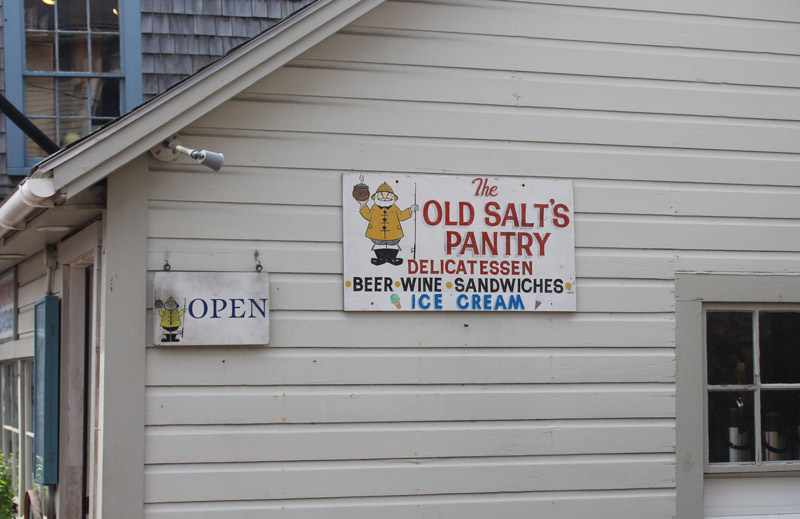 The
OLD SALT'S
PANTRY
DELICATESSEN
•BEER•WINE•SANDWICHES•
ICE CREAM
OPEN